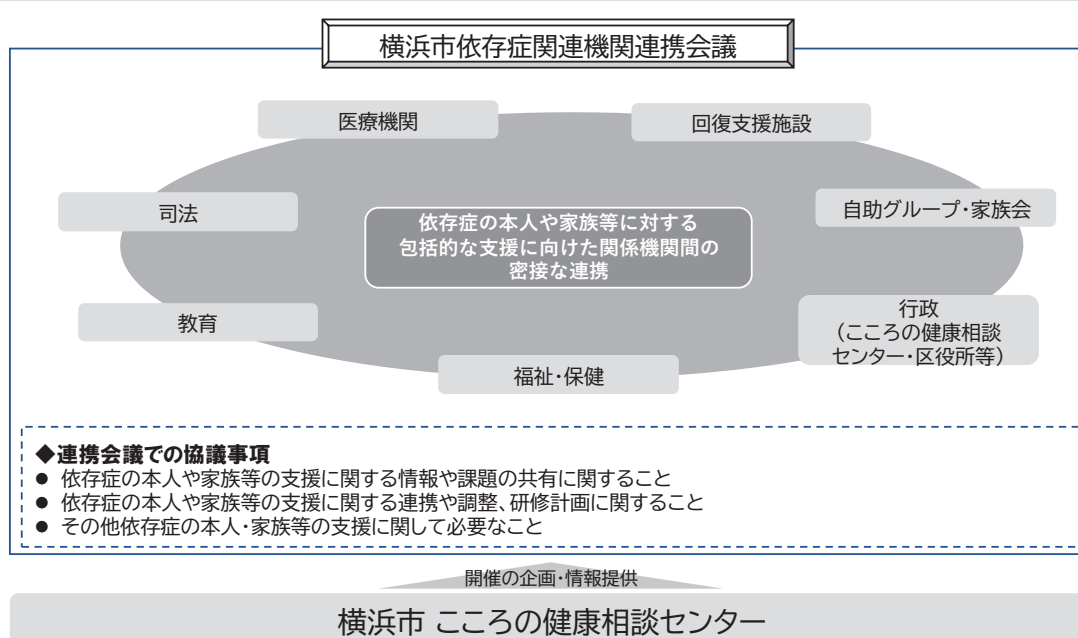 横浜市依存症関連機関連携会議
医療機関
回復支援施設
司法
自助グループ・家族会
依存症の本人や家族等に対する
包括的な支援に向けた関係機関間の
密接な連携
教育
行政
(こころの健康相談
センター・区役所等)
福祉・保健
◆連携会議での協議事項
● 依存症の本人や家族等の支援に関する情報や課題の共有に関すること
● 依存症の本人や家族等の支援に関する連携や調整、研修計画に関すること
● その他依存症の本人・家族等の支援に関して必要なこと
開催の企画・情報提供
横浜市 こころの健康相談センター